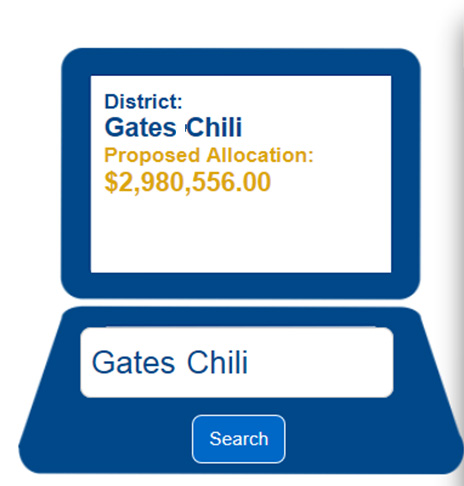 District:
Gates Chili
Proposed Allocation:
$2,980,556.00
Gates Chili
Search